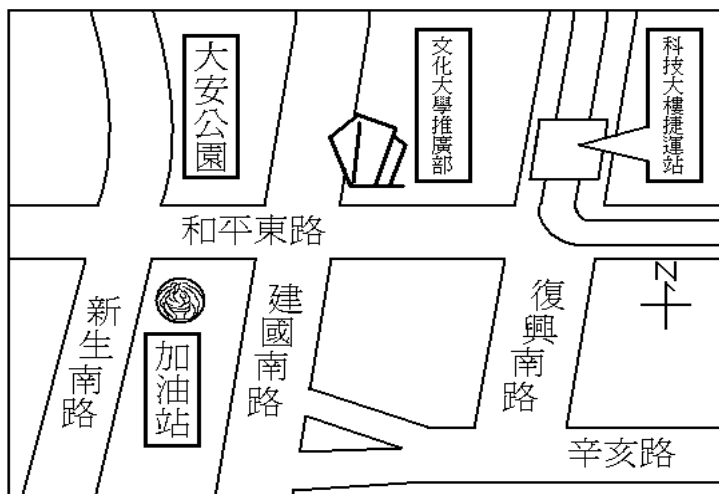 大安公園
文化大學推廣部
科技大樓捷運站
和平東路
N
新生南路
加油站
建國南路
復興南路
辛亥路